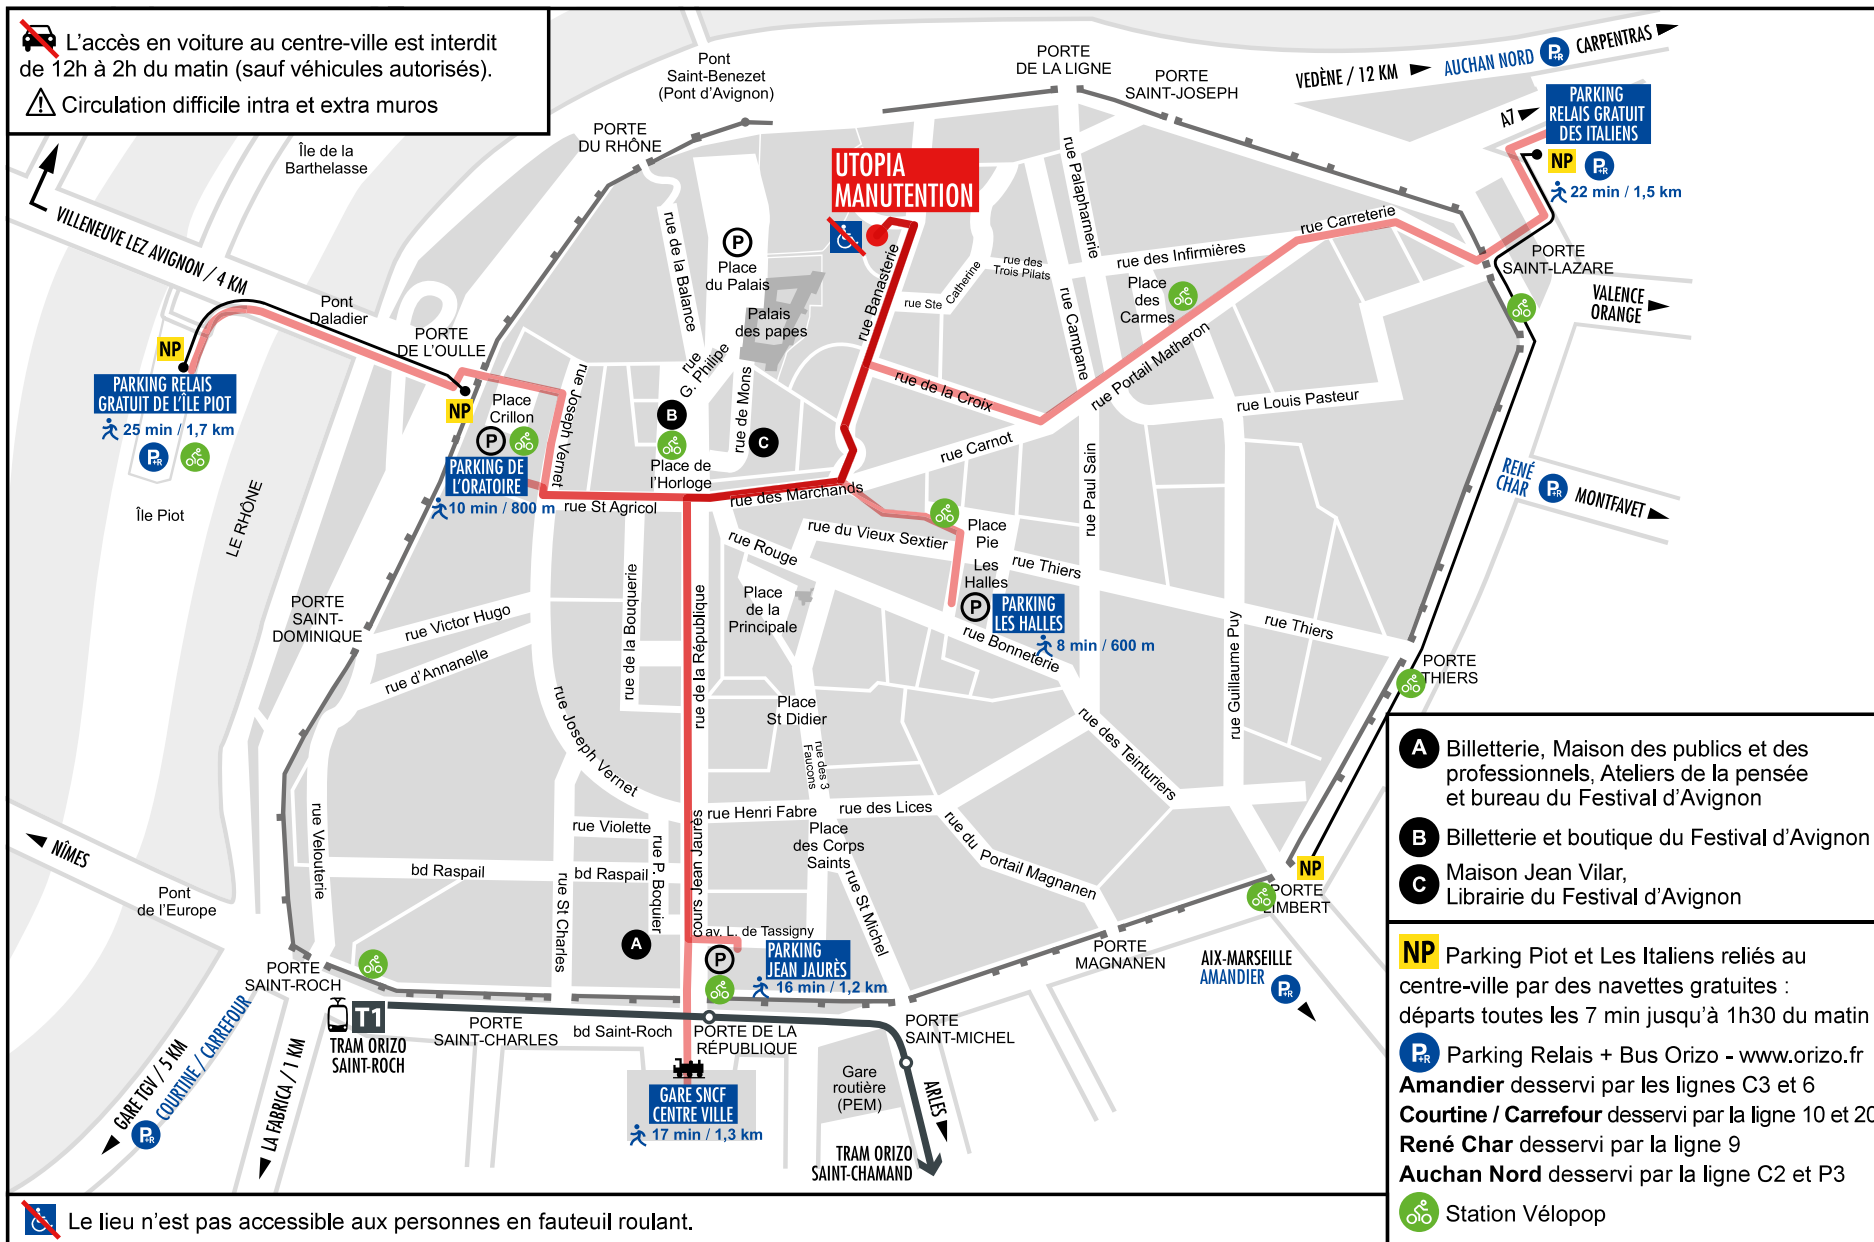 L'accès en voiture au centre-ville est interdit
de 12h à 2h du matin (sauf véhicules autorisés).
Circulation difficile intra et extra muros
Pont
Saint-Benezet
(Pont d'Avignon)
PORTE
DE LA LIGNE
PORTE
SAINT-JOSEPH
VEDÈNE / 12 KM
AUCHAN NORD
P+R
CARPENTRAS
A7
PARKING
RELAIS GRATUIT
DES ITALIENS
NP
P+R
22 min / 1,5 km
PORTE
DU RHÔNE
Île de la
Barthelasse
UTOPIA
MANUTENTION
VILLENEUVE LEZ AVIGNON / 4 KM
Pont
Daladier
PORTE
DE L'OULLE
rue de la Balance
P
Place
du Palais
Palais
des papes
rue Banasterie
rue Ste
Catherine
rue des
Trois Pilats
rue Palapharnerie
rue des Infirmières
rue Carreterie
Place
des
Carmes
rue Campane
rue Portail Matheron
PORTE
SAINT-LAZARE
VALENCE
ORANGE
NP
PARKING RELAIS
GRATUIT DE L'ÎLE PIOT
25 min / 1,7 km
P+R
NP
Place
Crillon
P
PARKING DE
L'ORATOIRE
10 min / 800 m
rue Joseph Vernet
rue
G. Philipe
rue de Mons
B
C
Place de
l'Horloge
rue de la Croix
rue Carnot
rue Louis Pasteur
RENÉ
CHAR
P+R
MONTFAVET
Île Piot
LE RHÔNE
rue St Agricol
rue des Marchands
rue du Vieux Sextier
Place
Pie
Les
Halles
P
PARKING
LES HALLES
8 min / 600 m
rue Paul Sain
rue Thiers
rue Thiers
rue Rouge
rue Bonneterie
Place
de la
Principale
rue de la Bouquerie
rue de la République
PORTE
SAINT-
DOMINIQUE
rue Victor Hugo
rue d'Annanelle
rue Guillaume Puy
PORTE
THIERS
Place
St Didier
rue des 3
Faucons
rue des Teinturiers
rue Joseph Vernet
rue Henri Fabre
rue des Lices
rue Violette
Place
des Corps
Saints
rue du Portail Magnanen
rue Velouterie
bd Raspail
bd Raspail
rue P. Boquier
cours Jean Jaurès
rue St Charles
rue St Michel
NÎMES
Pont
de l'Europe
A
av. L. de Tassigny
P
PARKING
JEAN JAURÈS
16 min / 1,2 km
PORTE
MAGNANEN
NP
PORTE
LIMBERT
AIX-MARSEILLE
AMANDIER
P+R
PORTE
SAINT-ROCH
T1
TRAM ORIZO
SAINT-ROCH
PORTE
SAINT-CHARLES
bd Saint-Roch
PORTE DE LA
RÉPUBLIQUE
PORTE
SAINT-MICHEL
GARE TGV / 5 KM
COURTINE / CARREFOUR
P+R
LA FABRICA / 1 KM
GARE SNCF
CENTRE VILLE
17 min / 1,3 km
Gare
routière
(PEM)
ARLES
TRAM ORIZO
SAINT-CHAMAND
A Billetterie, Maison des publics et des
professionnels, Ateliers de la pensée
et bureau du Festival d'Avignon
B Billetterie et boutique du Festival d'Avignon
C Maison Jean Vilar,
Librairie du Festival d'Avignon
NP Parking Piot et Les Italiens reliés au
centre-ville par des navettes gratuites :
départs toutes les 7 min jusqu'à 1h30 du matin
P+R Parking Relais + Bus Orizo - www.orizo.fr
Amandier desservi par les lignes C3 et 6
Courtine / Carrefour desservi par la ligne 10 et 20
René Char desservi par la ligne 9
Auchan Nord desservi par la ligne C2 et P3
Station Vélopop
Le lieu n'est pas accessible aux personnes en fauteuil roulant.